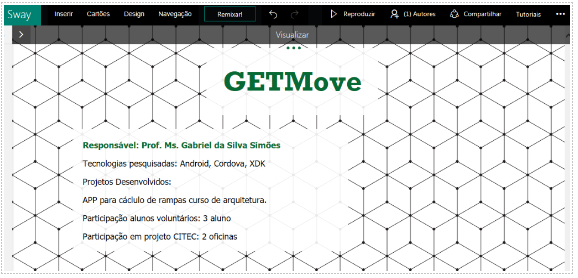 Sway Inserir Cartões Design Navegação Remixar! Reproduzir (1) Autores Compartilhar Tutoriais
Visualizar
GETMove
Responsável: Prof. Ms. Gabriel da Silva Simões
Tecnologias pesquisadas: Android, Cordova, XDK
Projetos Desenvolvidos:
APP para cáclulo de rampas curso de arquitetura.
Participação alunos voluntários: 3 aluno
Participação em projeto CITEC: 2 oficinas